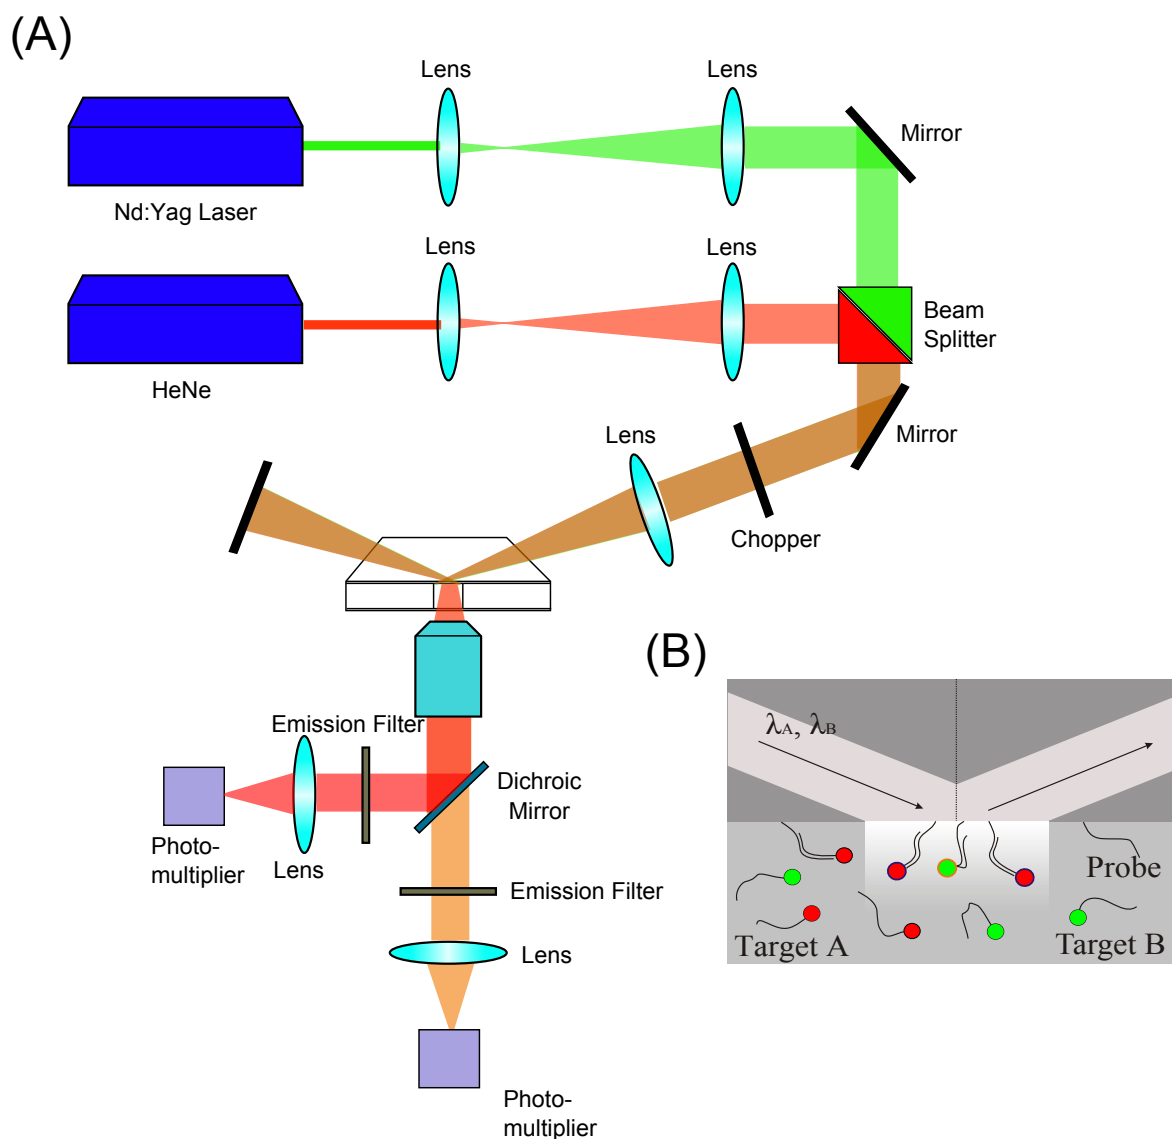 (A)
Lens
Lens
Mirror
Nd:Yag Laser
Lens
Lens
Beam
Splitter
HeNe
Lens
Mirror
Chopper
(B)
λA, λB
Emission Filter
Dichroic
Mirror
Photo-
multiplier
Lens
Probe
Emission Filter
Target A
Target B
Lens
Photo-
multiplier